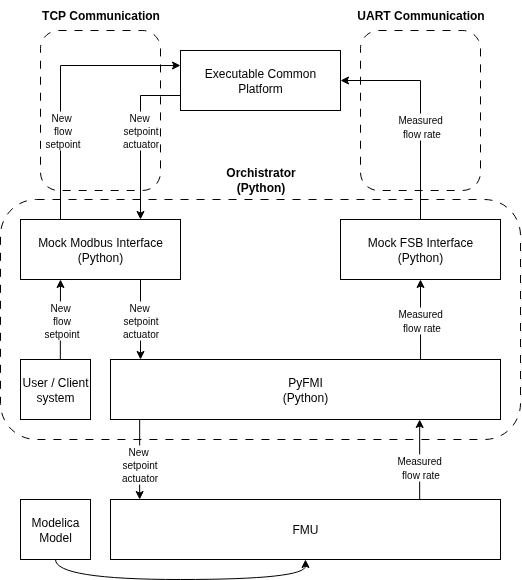 TCP Communication
UART Communication
Executable Common
Platform
New
flow
setpoint
New
setpoint
actuator
Measured
flow rate
Orchistrator
(Python)
Mock Modbus Interface
(Python)
Mock FSB Interface
(Python)
New
flow
setpoint
New
setpoint
actuator
Measured
flow rate
User / Client
system
PyFMI
(Python)
New
setpoint
actuator
Measured
flow rate
Modelica
Model
FMU